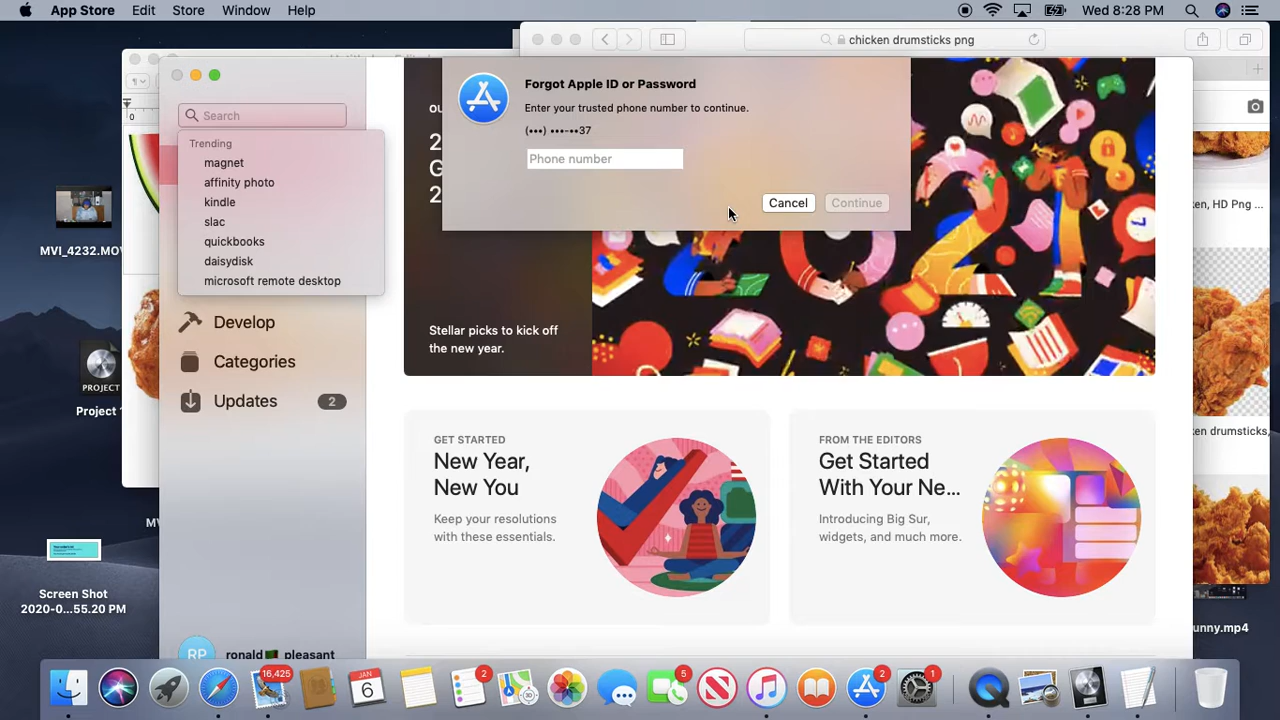 App Store Edit Store Window Help
Wed 8:28 PM
chicken drumsticks png
Search
Trending
magnet
affinity photo
kindle
slac
quickbooks
daisydisk
microsoft remote desktop
Develop
Categories
Updates 2
ronald pleasant
RP
Forgot Apple ID or Password
Enter your trusted phone number to continue.
(•••) •••-••37
Phone number
Cancel Continue
Stellar picks to kick off
the new year.
GET STARTED
New Year,
New You
Keep your resolutions
with these essentials.
FROM THE EDITORS
Get Started
With Your Ne...
Introducing Big Sur,
widgets, and much more.
MVI_4232.MOV
PROJECT
Project
Screen Shot
2020-0...55.20 PM
ken, HD Png ...
ken drumsticks,
unny.mp4
0
16,425
JAN
6
2
5
2
1